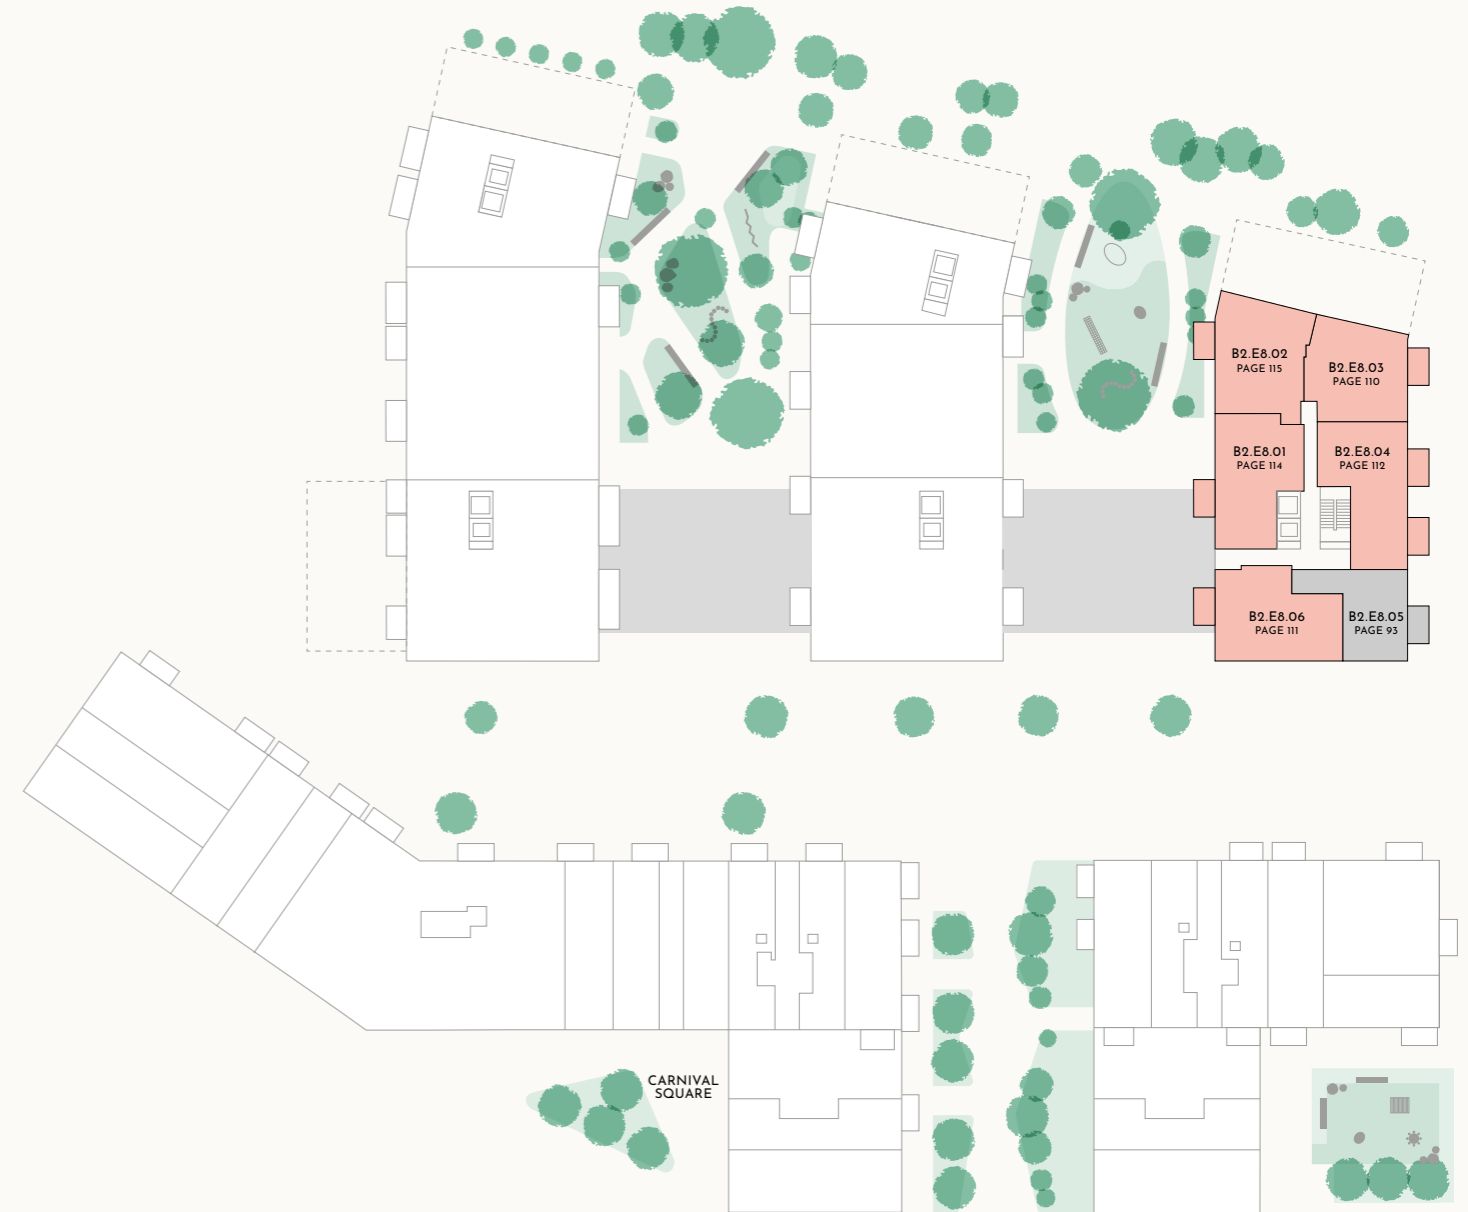 B2.E8.02
PAGE 115
B2.E8.03
PAGE 110
B2.E8.01
PAGE 114
B2.E8.04
PAGE 112
B2.E8.06
PAGE 111
B2.E8.05
PAGE 93
CARNIVAL
SQUARE